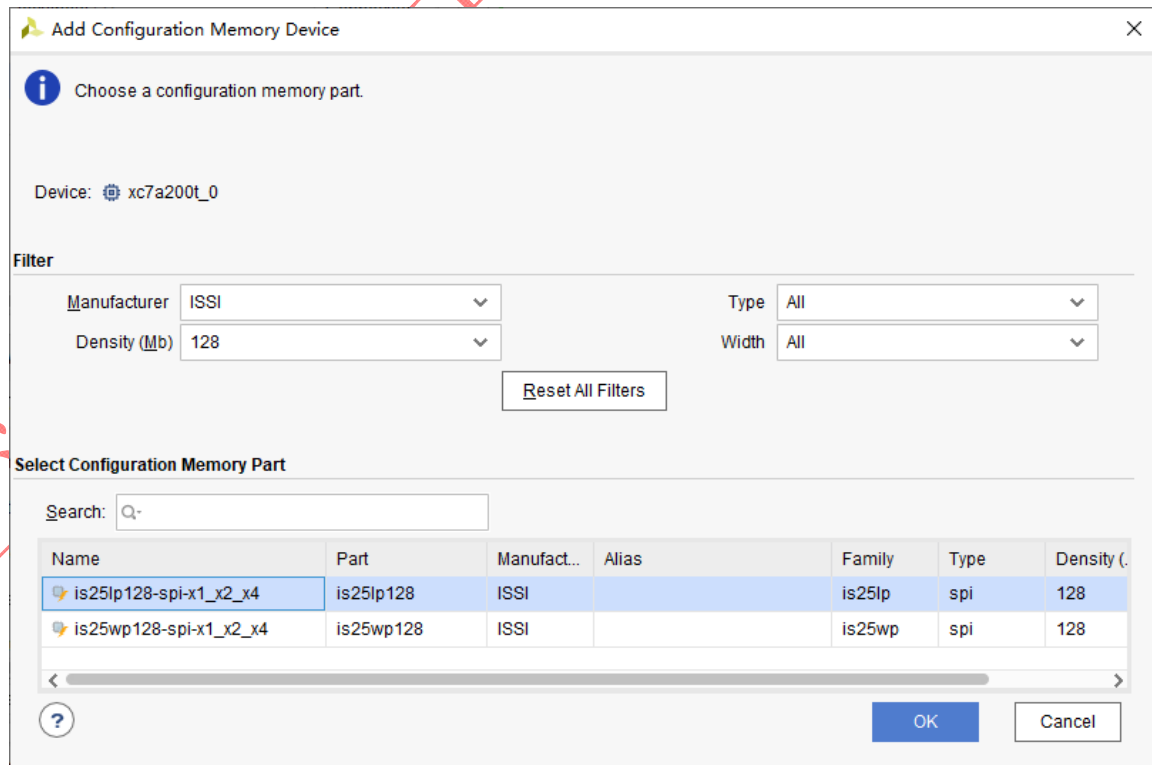 Add Configuration Memory Device
Choose a configuration memory part.
Device: xc7a200t_0
Filter
Manufacturer ISSI Type All
Density (Mb) 128 Width All
Reset All Filters
Select Configuration Memory Part
Search:
Name Part Manufact... Alias Family Type Density (.
is25lp128-spi-x1_x2_x4 is25lp128 ISSI is25lp spi 128
is25wp128-spi-x1_x2_x4 is25wp128 ISSI is25wp spi 128
? OK Cancel